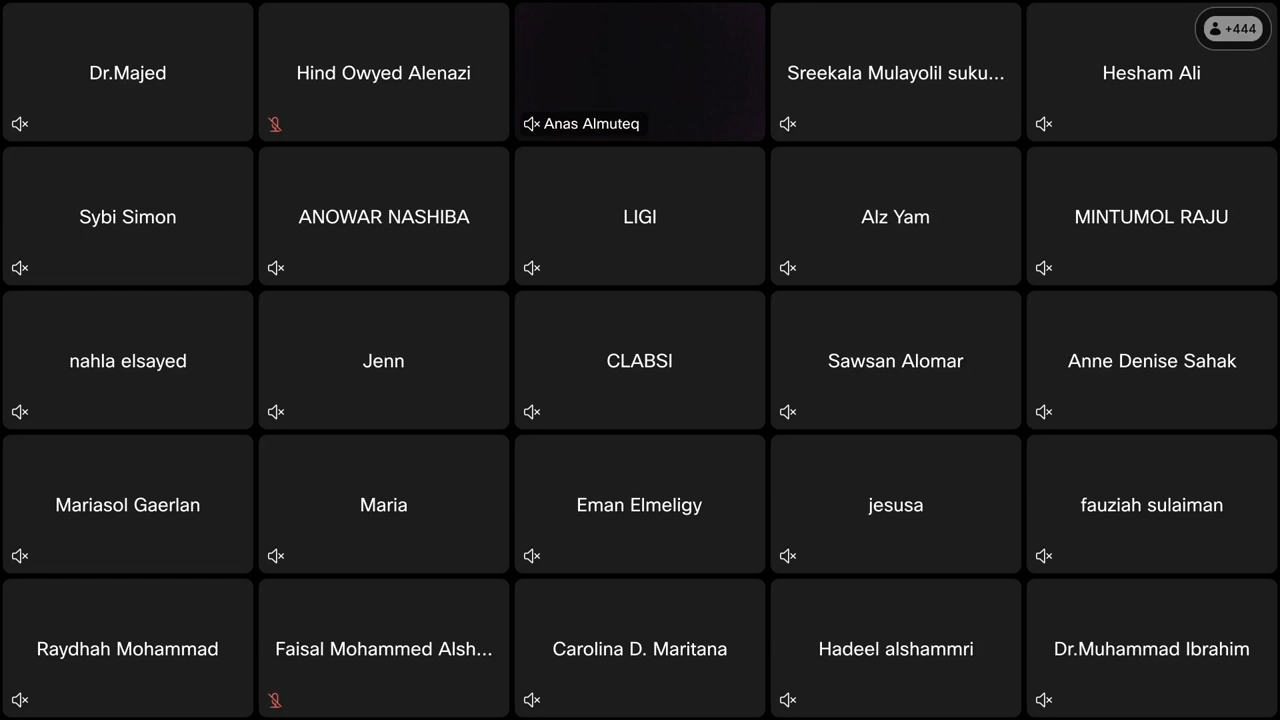 Dr.Majed
Hind Owyed Alenazi
Anas Almuteq
Sreekala Mulayolil suku...
Hesham Ali
+444
Sybi Simon
ANOWAR NASHIBA
LIGI
Alz Yam
MINTUMOL RAJU
nahla elsayed
Jenn
CLABSI
Sawsan Alomar
Anne Denise Sahak
Mariasol Gaerlan
Maria
Eman Elmeligy
jesusa
fauziah sulaiman
Raydhah Mohammad
Faisal Mohammed Alsh...
Carolina D. Maritana
Hadeel alshammri
Dr.Muhammad Ibrahim